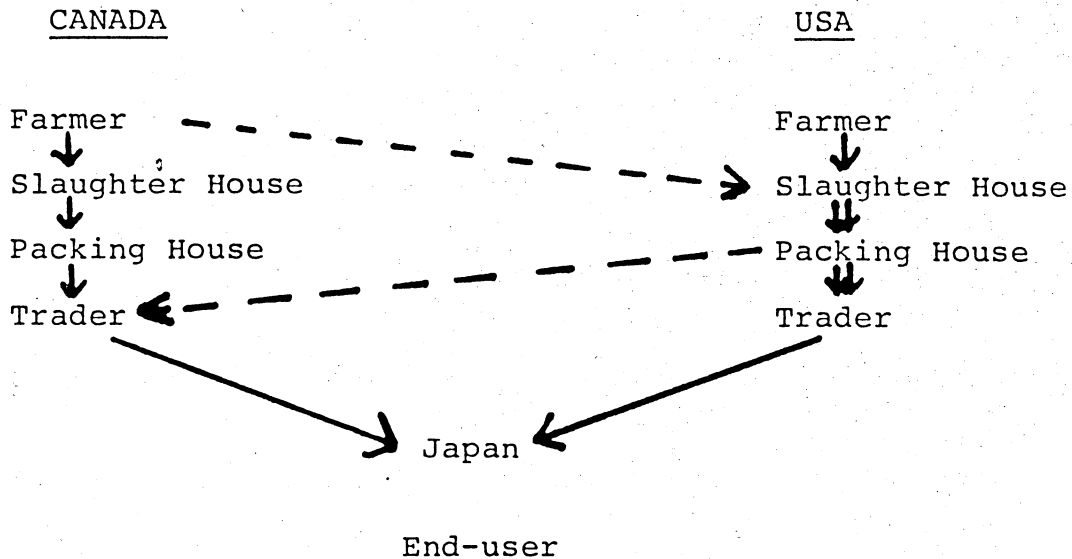 CANADA USA
Farmer Farmer
Slaughter House Slaughter House
Packing House Packing House
Trader Trader
Japan
End-user